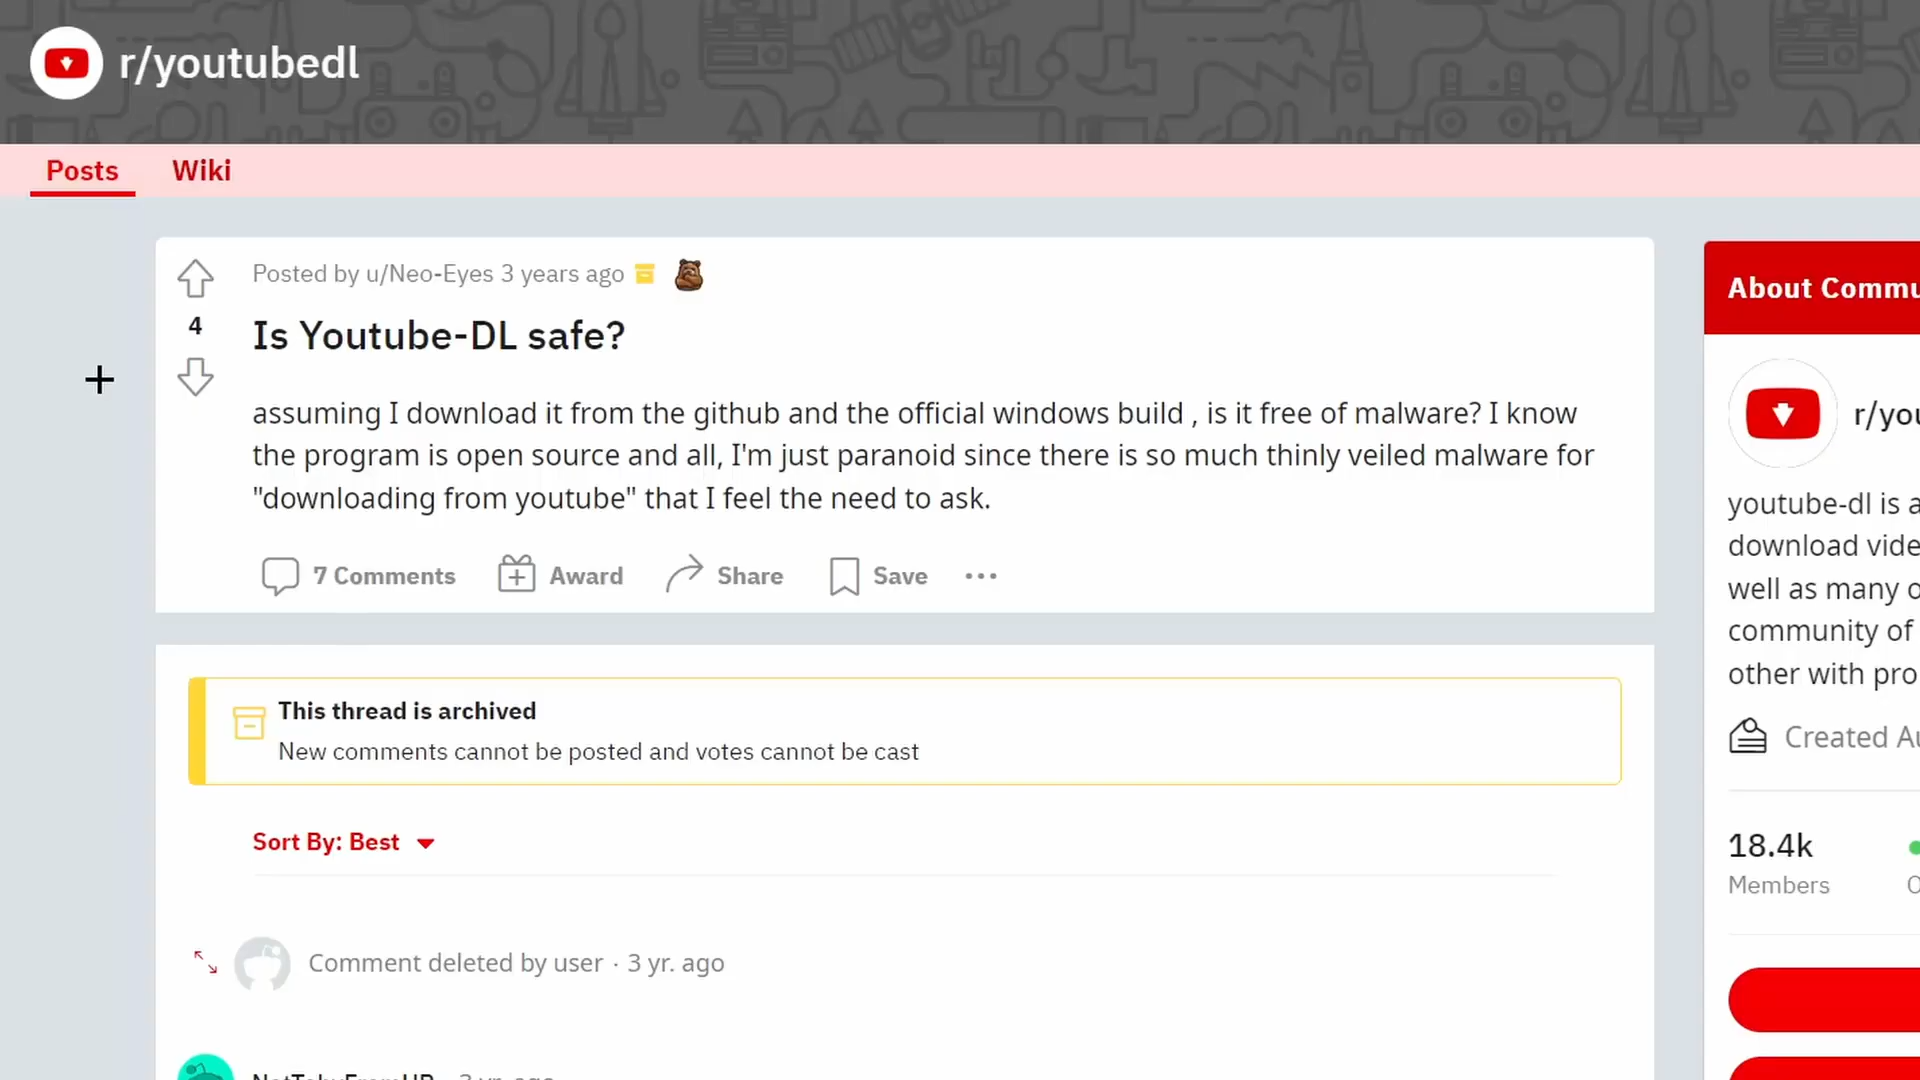 r/youtubedl
Posts
Wiki
Posted by u/Neo-Eyes 3 years ago
4
Is Youtube-DL safe?
assuming I download it from the github and the official windows build , is it free of malware? I know
the program is open source and all, I'm just paranoid since there is so much thinly veiled malware for
"downloading from youtube" that I feel the need to ask.
7 Comments
Award
Share
Save
This thread is archived
New comments cannot be posted and votes cannot be cast
Sort By: Best
Comment deleted by user · 3 yr. ago
About Commu
r/you
youtube-dl is a
download vide
well as many o
community of
other with pro
Created Au
18.4k
Members